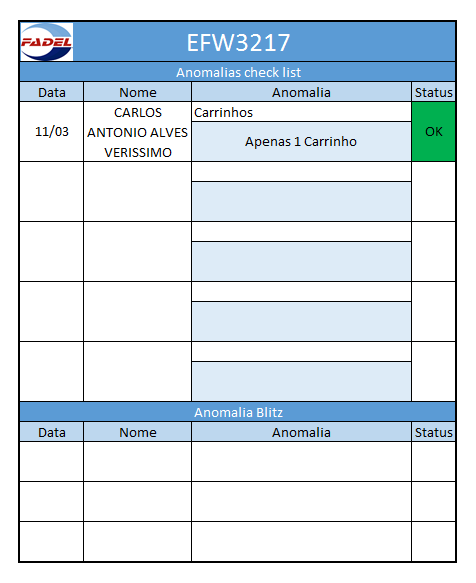 FADEL
EFW3217
Anomalias check list
Data Nome Anomalia Status
11/03
CARLOS
ANTONIO ALVES
VERISSIMO
Carrinhos
Apenas 1 Carrinho
OK
Anomalia Blitz
Data Nome Anomalia Status